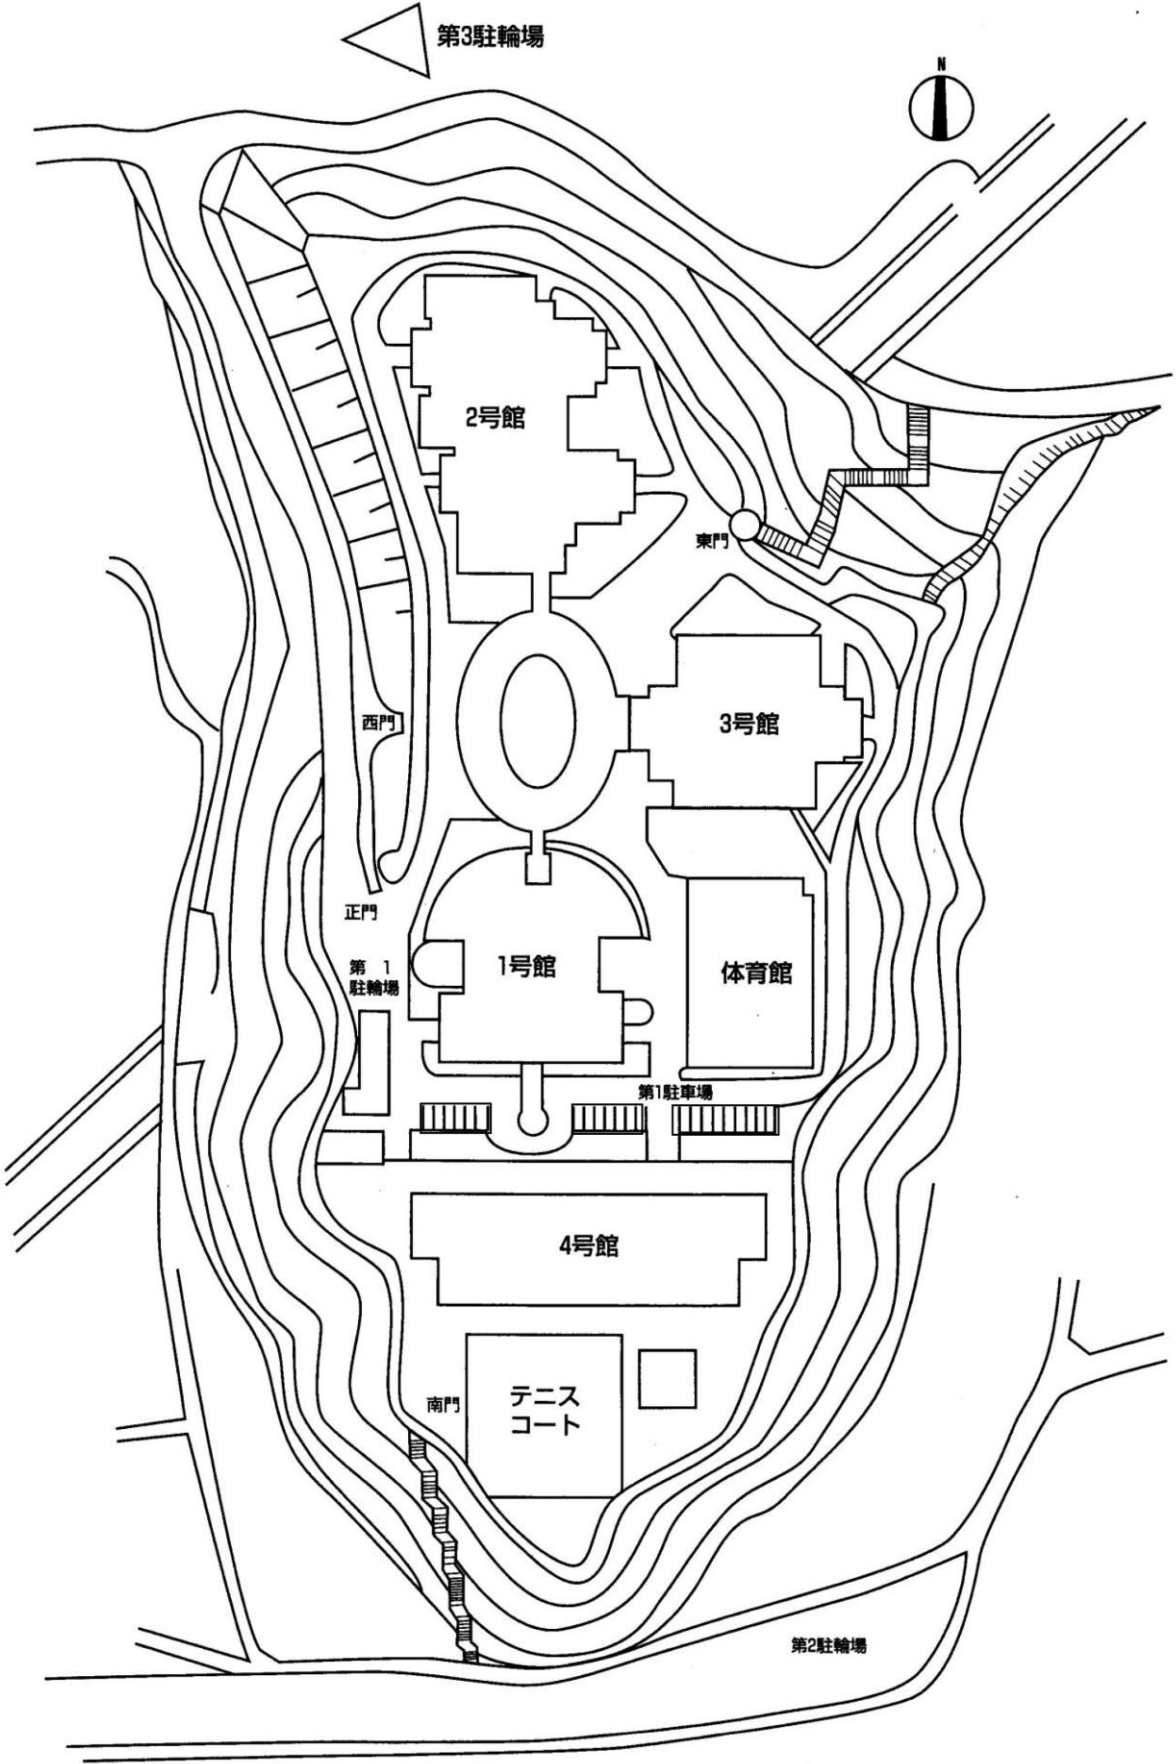 第3駐輪場
N
2号館
東門
西門
3号館
正門
第　1
駐輪場
1号館
体育館
第1駐車場
4号館
南門
テニス
コート
第2駐輪場